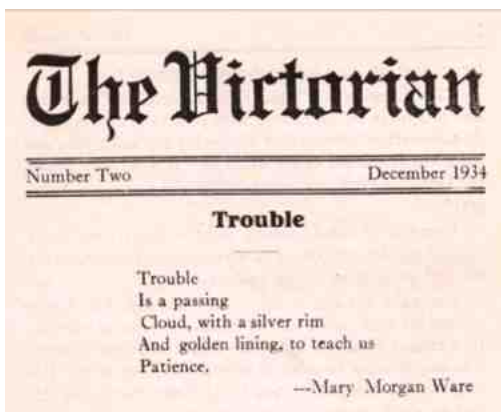 The Victorian
Number Two December 1934
Trouble
Trouble
Is a passing
Cloud, with a silver rim
And golden lining, to teach us
Patience.
---Mary Morgan Ware